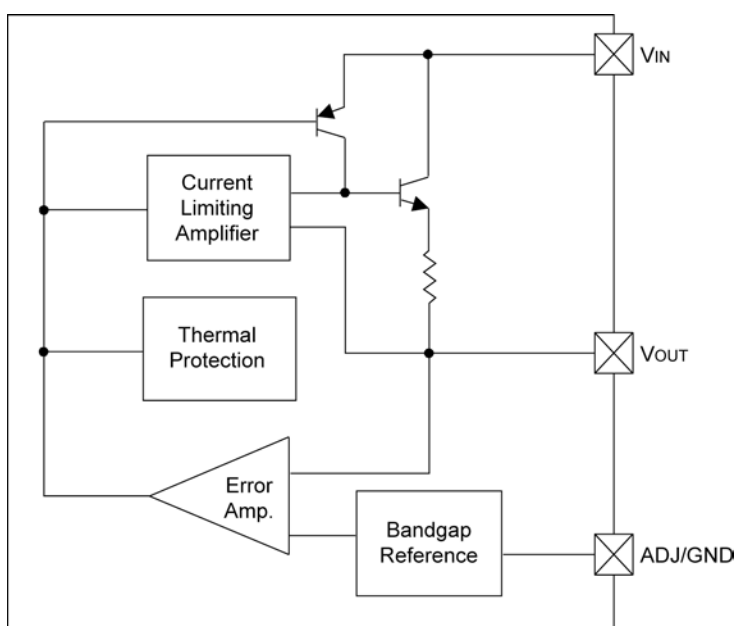 VIN
Current
Limiting
Amplifier
Thermal
Protection
VOUT
Error
Amp.
Bandgap
Reference
ADJ/GND